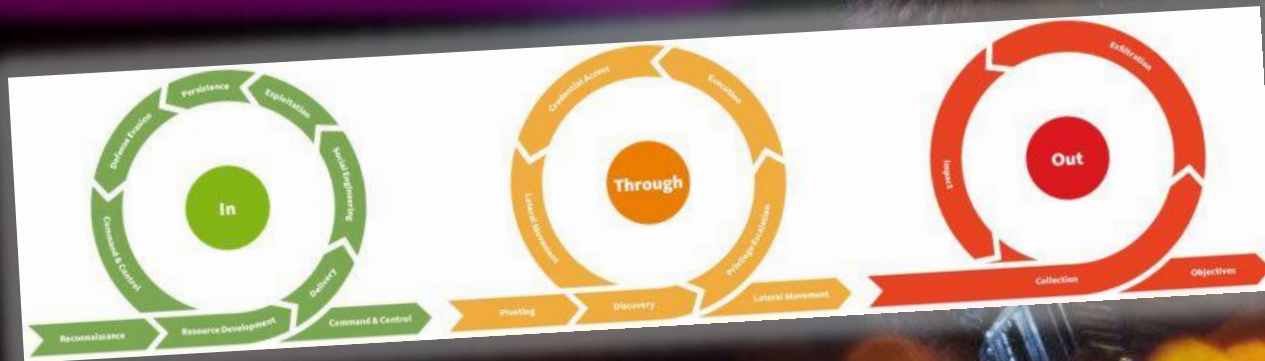 Reconnaissance
Resource Development
Delivery
Social Engineering
Exploitation
Persistence
Defense Evasion
Command & Control
Command & Control
In
Pivoting
Discovery
Privilege Escalation
Execution
Credential Access
Lateral Movement
Lateral Movement
Through
Collection
Exfiltration
Impact
Objectives
Out